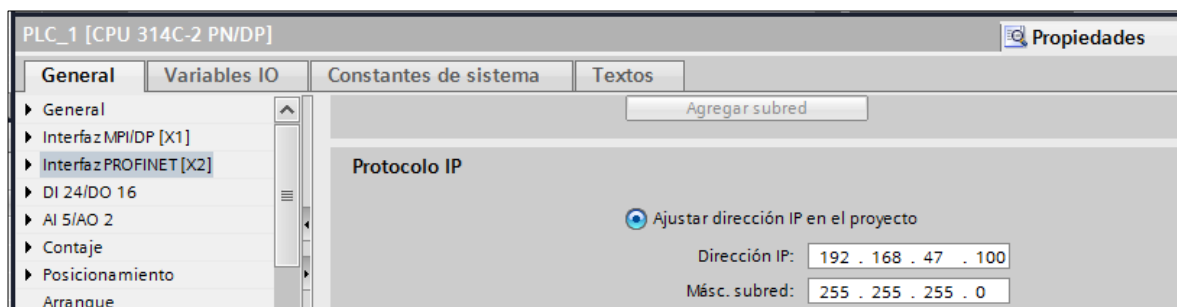 PLC_1 [CPU 314C-2 PN/DP]
Propiedades
General
Variables IO
Constantes de sistema
Textos
General
Interfaz MPI/DP [X1]
Interfaz PROFINET [X2]
DI 24/DO 16
AI 5/AO 2
Contaje
Posicionamiento
Arranque
Agregar subred
Protocolo IP
Ajustar dirección IP en el proyecto
Dirección IP: 192 . 168 . 47 . 100
Másc. subred: 255 . 255 . 255 . 0